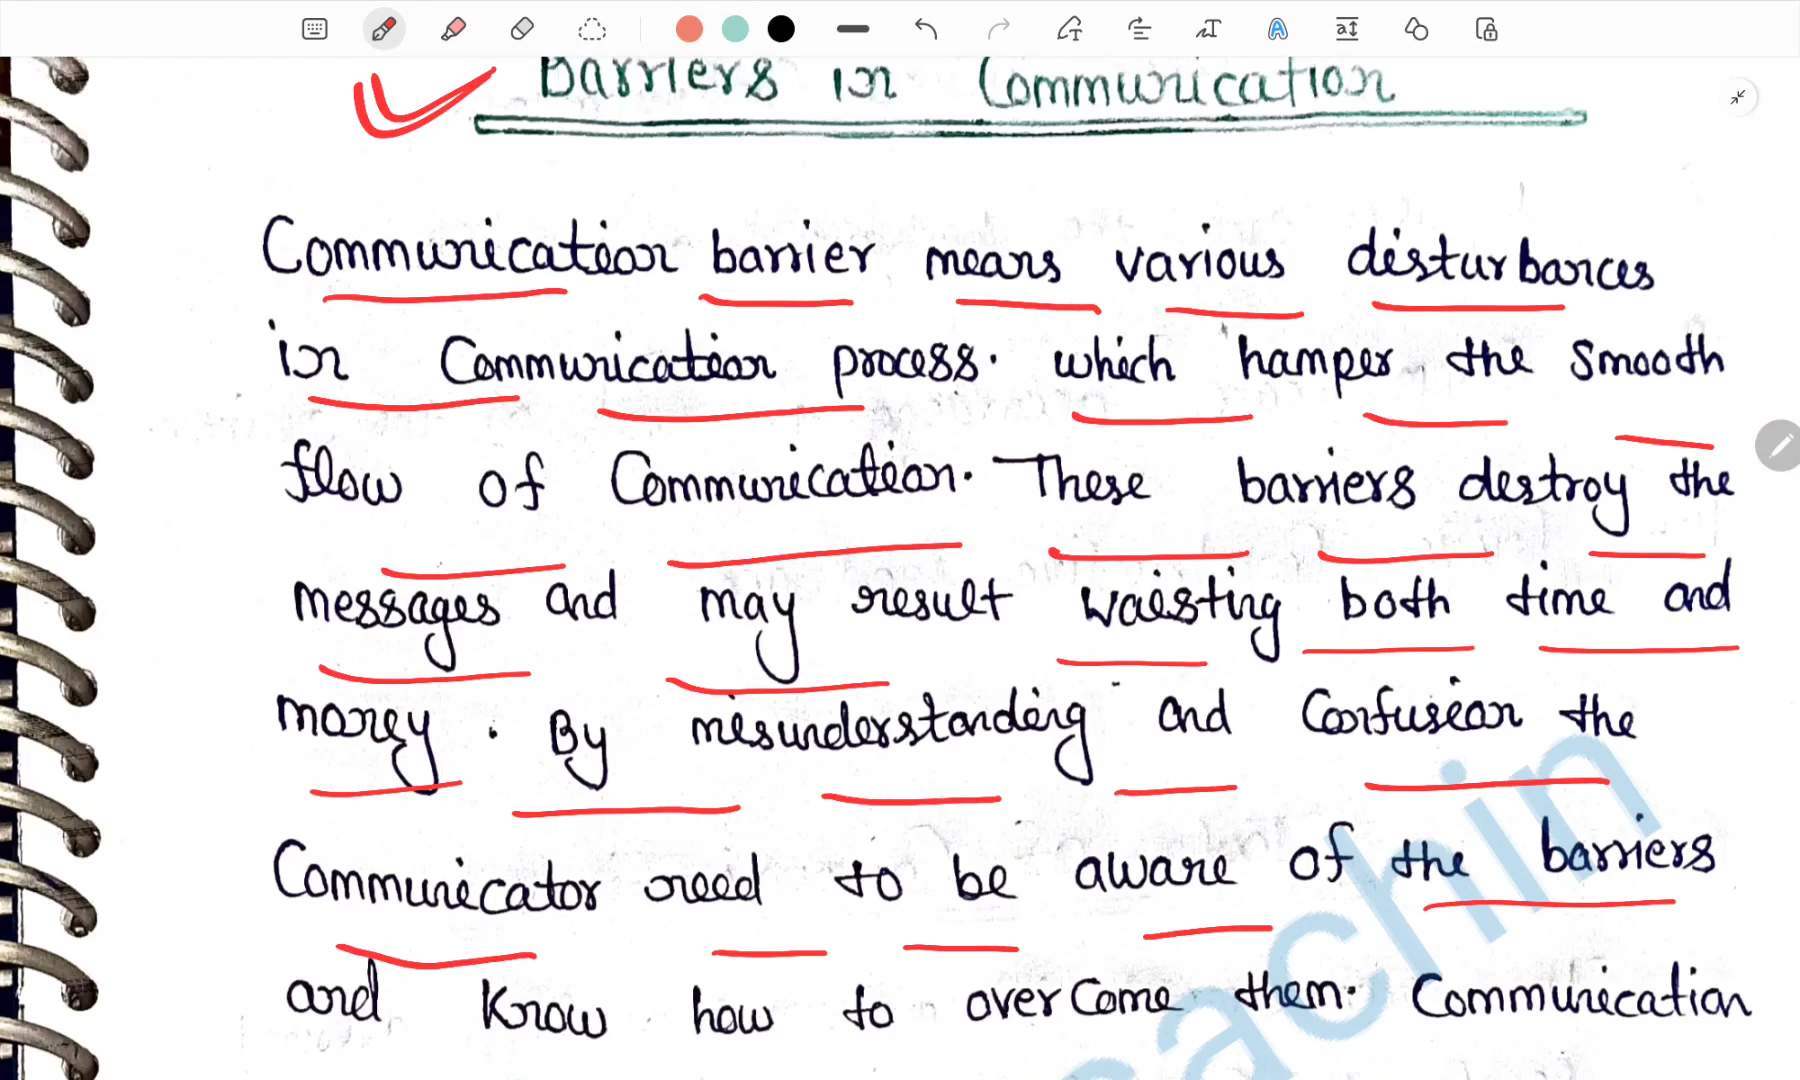 Barriers in Communication
Communication barrier means various disturbances
in Communication process. which hamper the smooth
flow of Communication. These barriers destroy the
messages and may result waisting both time and
money. By misunderstanding and Confusion the
Communicator need to be aware of the barriers
and Know how to overcome them. Communication
achin